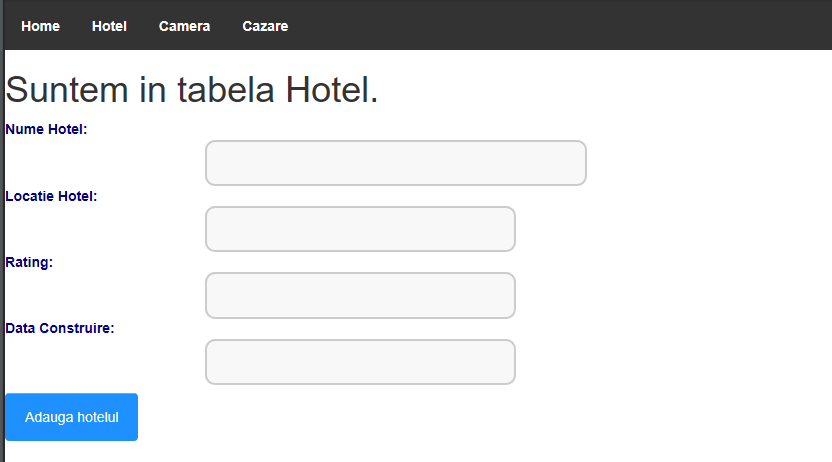 Home Hotel Camera Cazare
Suntem in tabela Hotel.
Nume Hotel:
Locatie Hotel:
Rating:
Data Construire:
Adauga hotelul